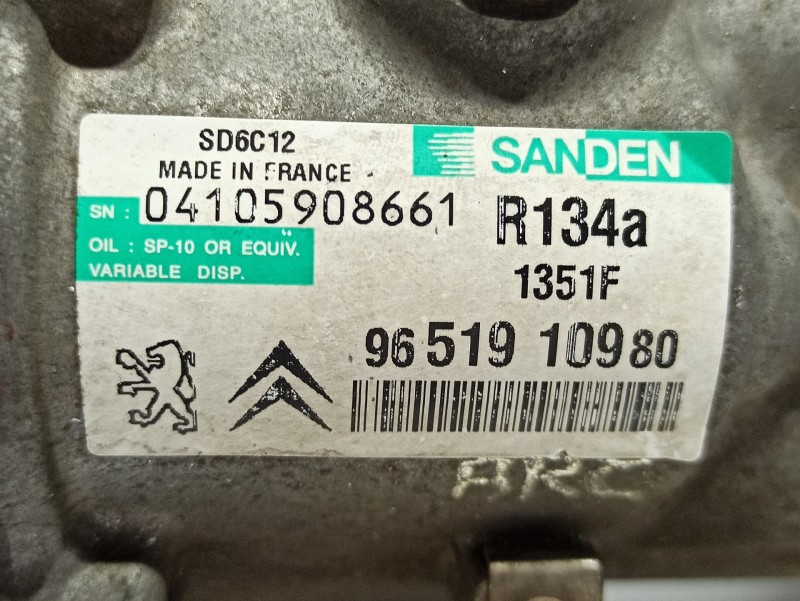 SD6C12
MADE IN FRANCE
SANDEN
SN : 04105908661
R134a
OIL : SP-10 OR EQUIV.
VARIABLE DISP.
1351F
96 519 109 80